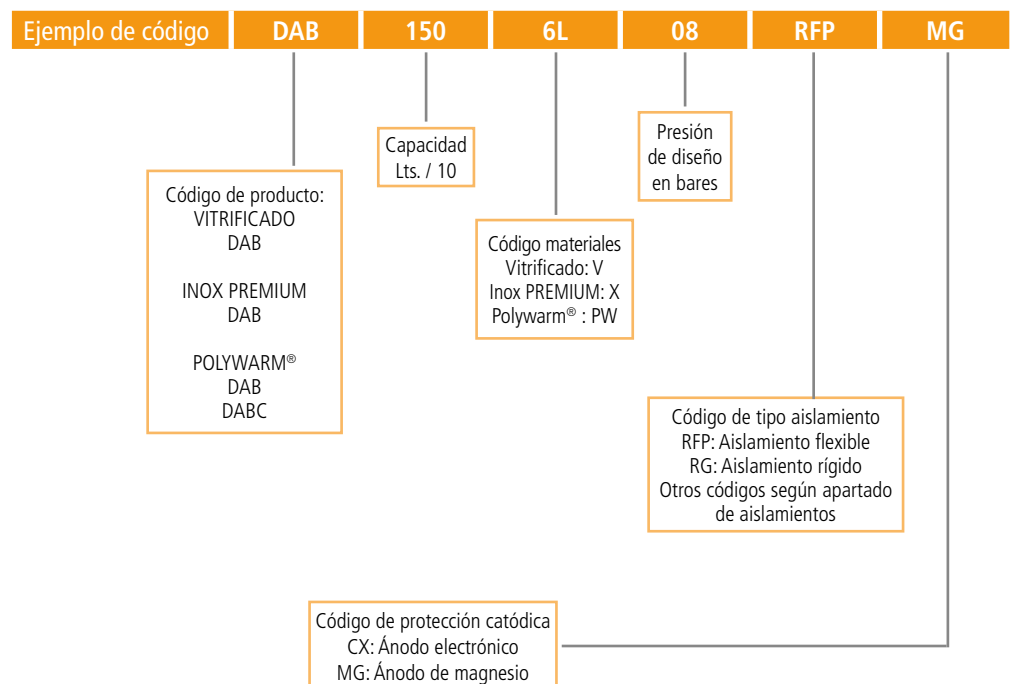 Ejemplo de código DAB 150 6L 08 RFP MG
Capacidad
Lts. / 10
Presión
de diseño
en bares
Código de producto:
VITRIFICADO
DAB
INOX PREMIUM
DAB
POLYWARM®
DAB
DABC
Código materiales
Vitrificado: V
Inox PREMIUM: X
Polywarm® : PW
Código de tipo aislamiento
RFP: Aislamiento flexible
RG: Aislamiento rígido
Otros códigos según apartado
de aislamientos
Código de protección catódica
CX: Ánodo electrónico
MG: Ánodo de magnesio